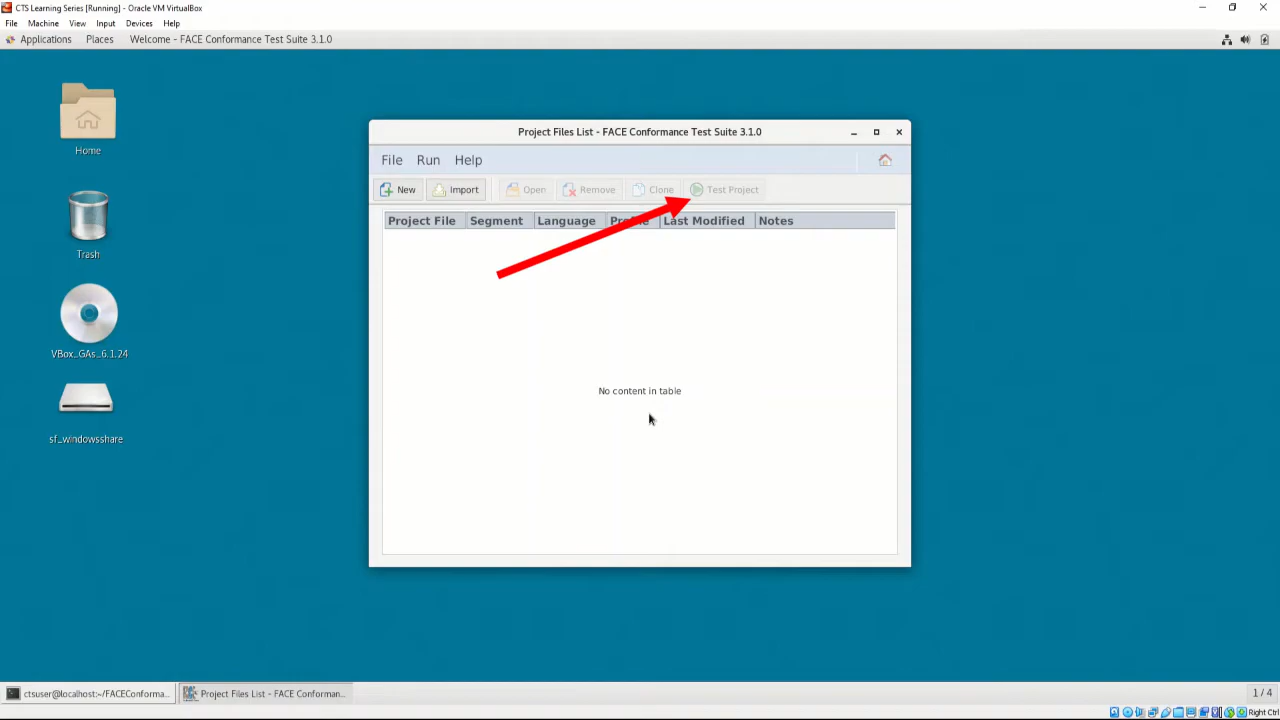 CTS Learning Series [Running] - Oracle VM VirtualBox
File Machine View Input Devices Help
Applications Places Welcome - FACE Conformance Test Suite 3.1.0
Home
Trash
VBox_GAs_6.1.24
sf_windowsshare
Project Files List - FACE Conformance Test Suite 3.1.0
File Run Help
New Import Open Remove Clone Test Project
Project File Segment Language Last Modified Notes
No content in table
ctsuser@localhost:~/FACEConforma... Project Files List - FACE Conforman... 1 / 4
Right Ctrl